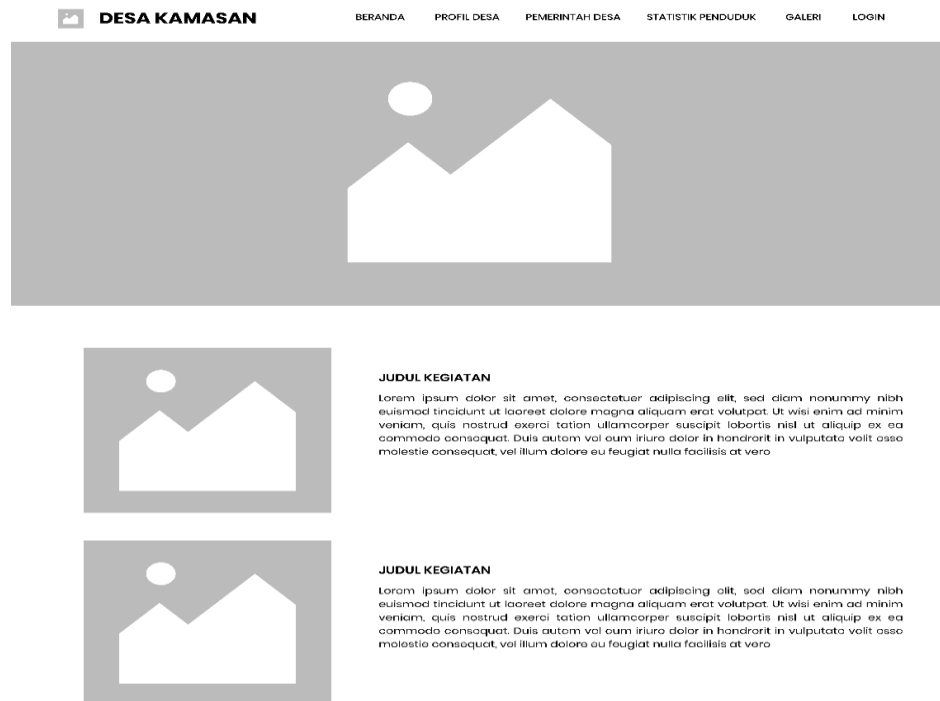 DESA KAMASAN
BERANDA PROFIL DESA PEMERINTAH DESA STATISTIK PENDUDUK GALERI LOGIN
JUDUL KEGIATAN
Lorem ipsum dolor sit amet, consectetuer adipiscing elit, sed diam nonummy nibh
euismod tincidunt ut laoreet dolore magna aliquam erat volutpat. Ut wisi enim ad minim
veniam, quis nostrud exerci tation ullamcorper suscipit lobortis nisl ut aliquip ex ea
commodo consequat. Duis autem vel eum iriure dolor in hendrerit in vulputate velit esse
molestie consequat, vel illum dolore eu feugiat nulla facilisis at vero
JUDUL KEGIATAN
Lorem ipsum dolor sit amet, consectetuer adipiscing elit, sed diam nonummy nibh
euismod tincidunt ut laoreet dolore magna aliquam erat volutpat. Ut wisi enim ad minim
veniam, quis nostrud exerci tation ullamcorper suscipit lobortis nisl ut aliquip ex ea
commodo consequat. Duis autem vel eum iriure dolor in hendrerit in vulputate velit esse
molestie consequat, vel illum dolore eu feugiat nulla facilisis at vero